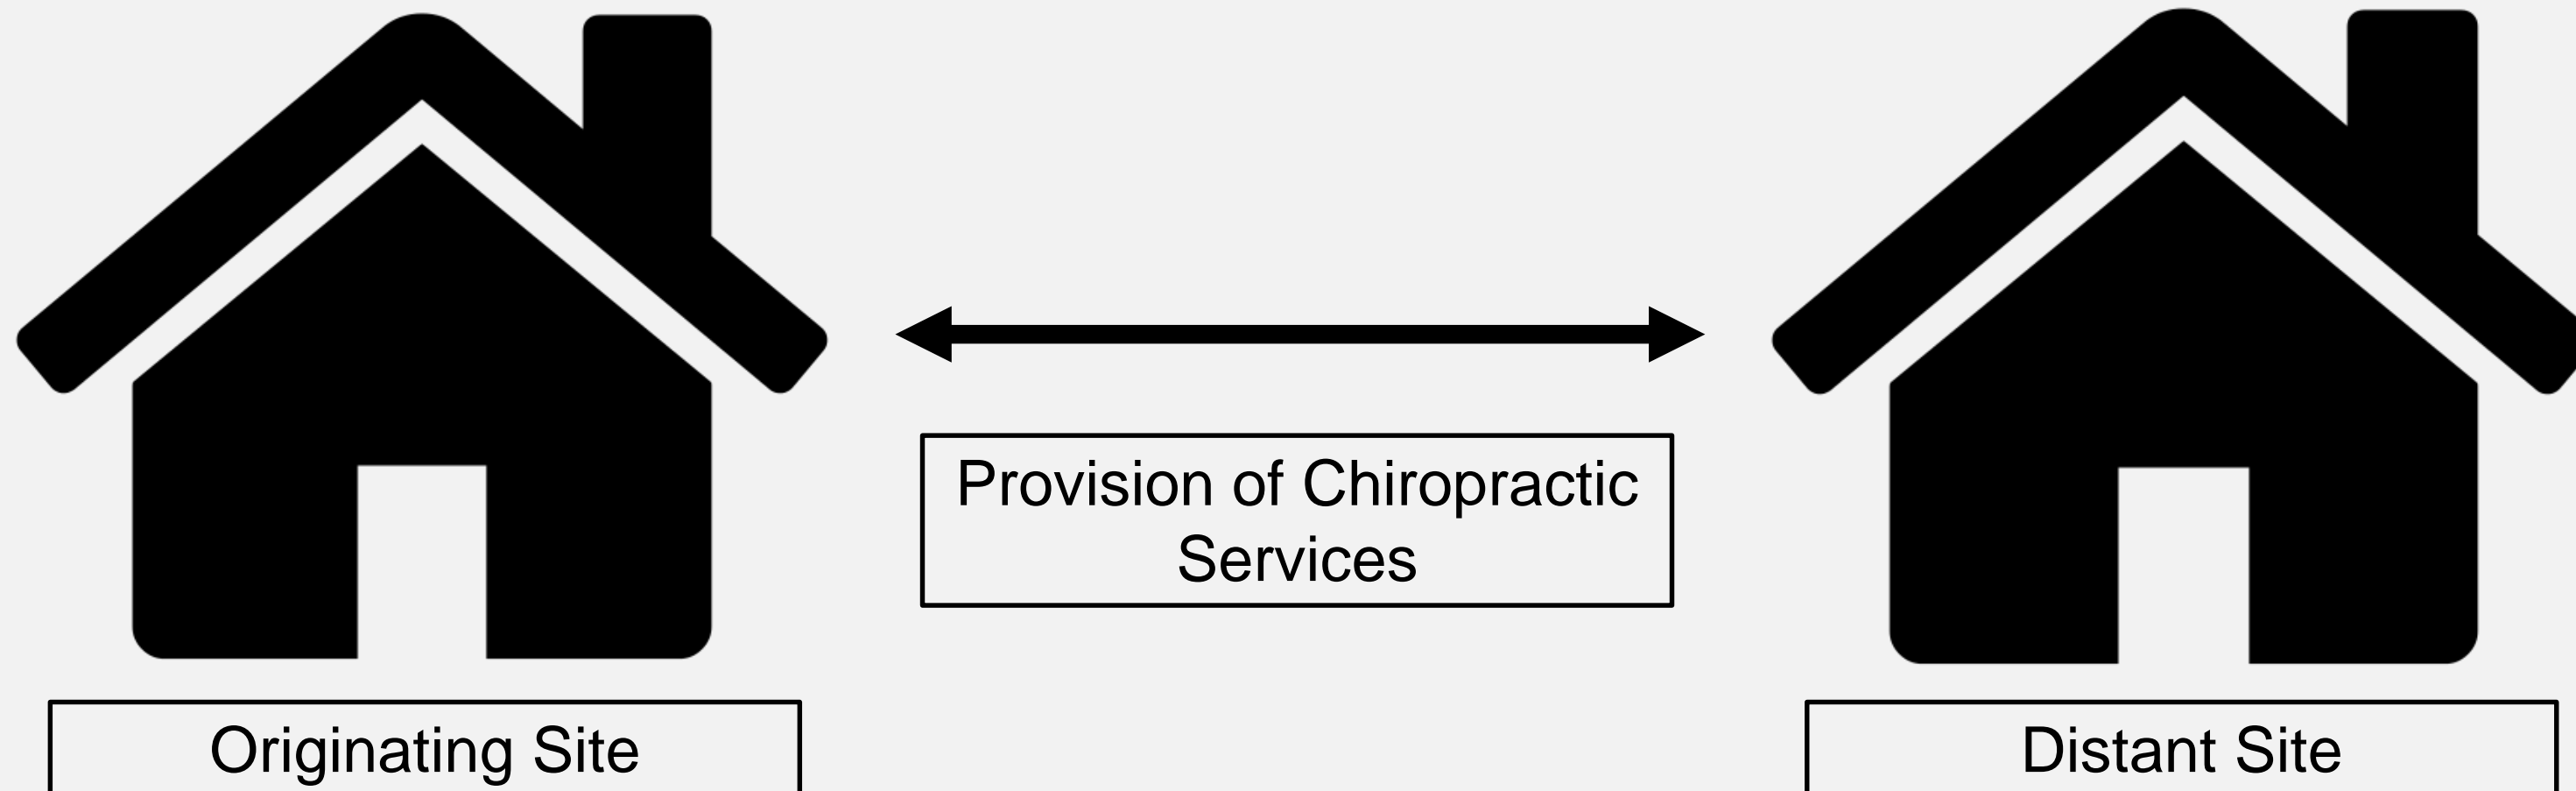 Provision of Chiropractic
Services
Originating Site
Distant Site